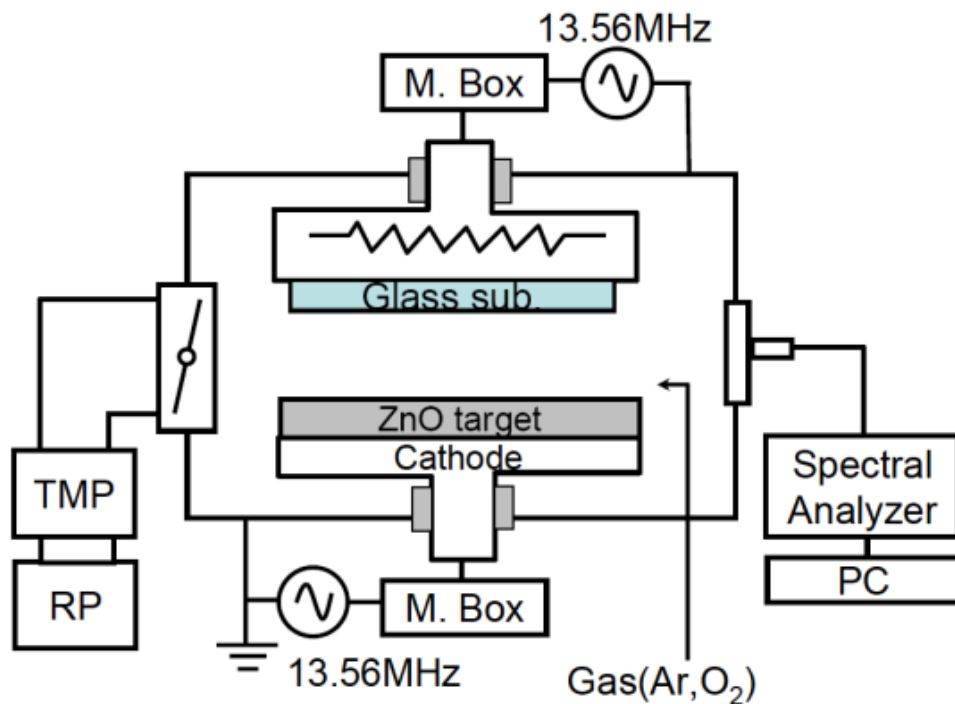 13.56MHz
M. Box
Glass sub.
ZnO target
Cathode
TMP
RP
Spectral
Analyzer
PC
M. Box
13.56MHz
Gas(Ar,O₂)